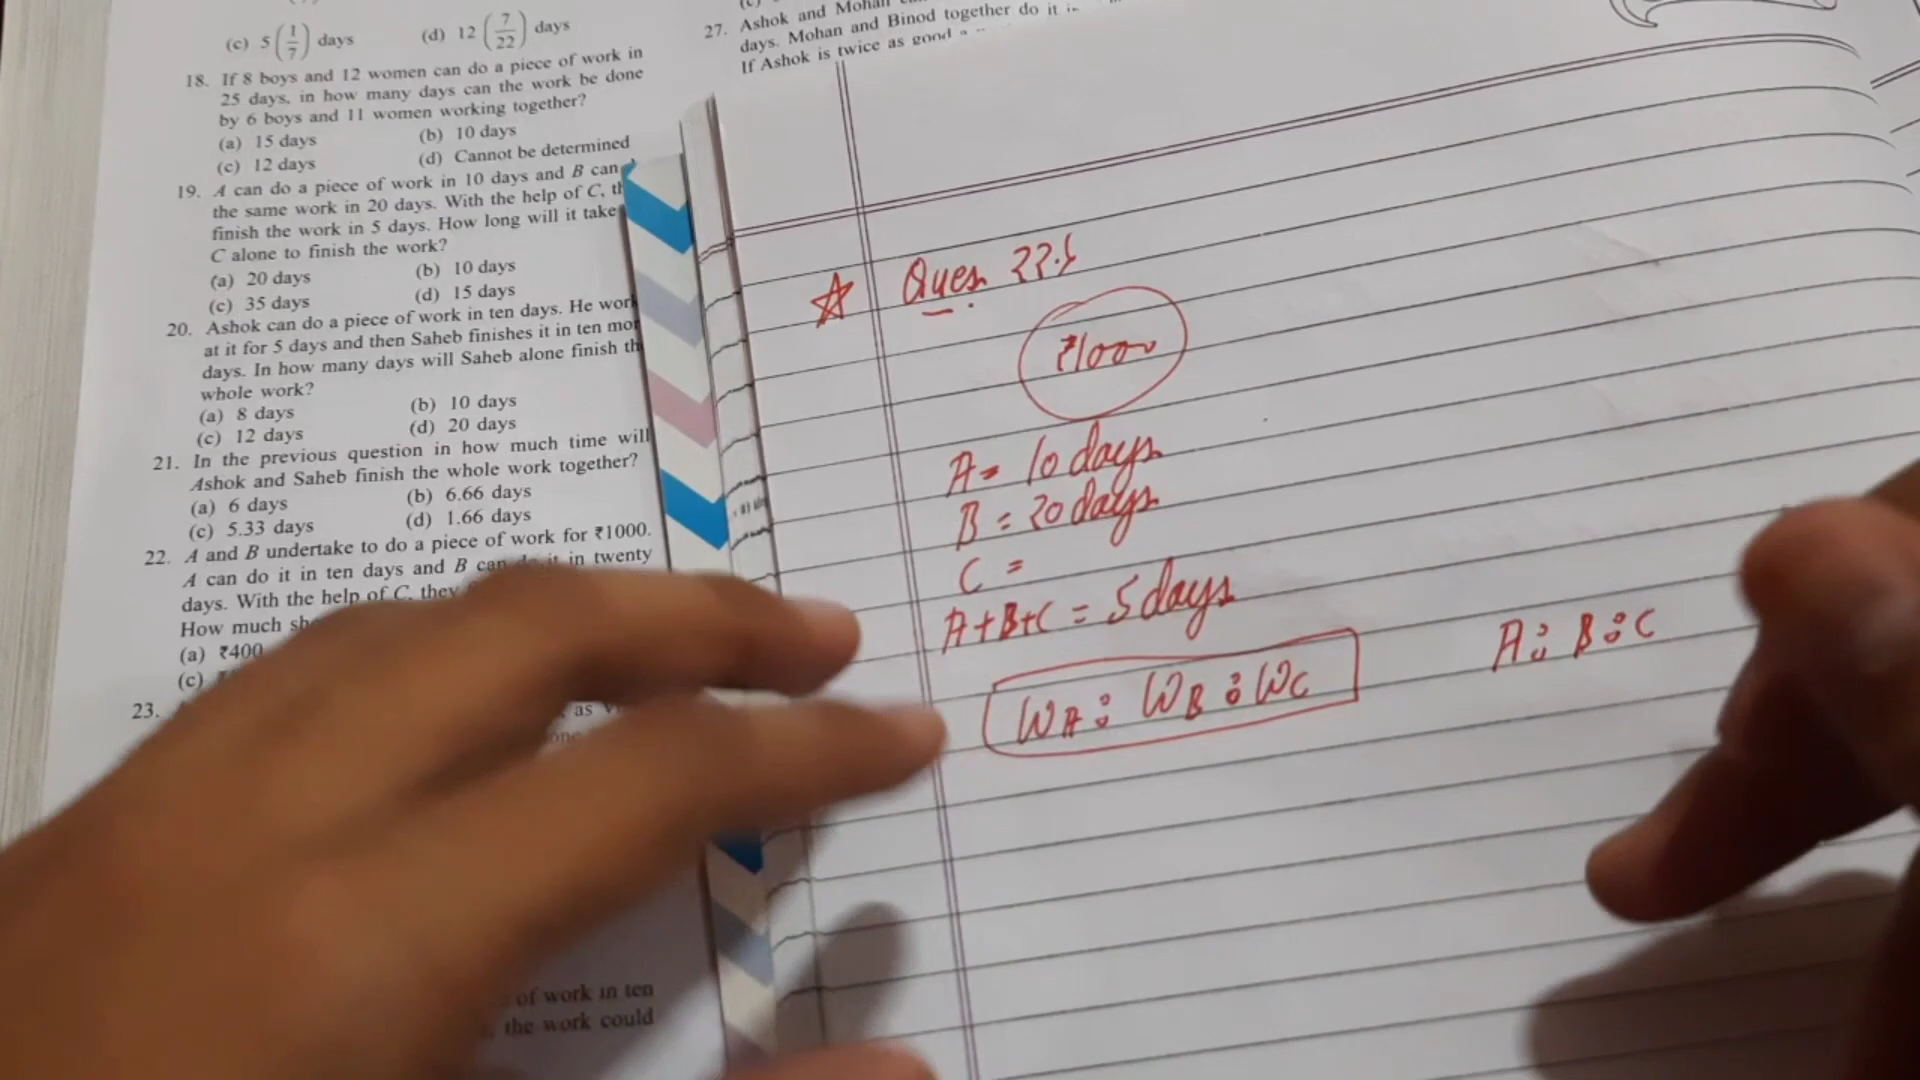 (c) 5 (1/7) days
(d) 12 (7/22) days
18. If 8 boys and 12 women can do a piece of work in
25 days, in how many days can the work be done
by 6 boys and 11 women working together?
(a) 15 days
(b) 10 days
(c) 12 days
(d) Cannot be determined
19. A can do a piece of work in 10 days and B can
the same work in 20 days. With the help of C,
finish the work in 5 days. How long will it take
C alone to finish the work?
(a) 20 days
(b) 10 days
(c) 35 days
(d) 15 days
20. Ashok can do a piece of work in ten days. He
at it for 5 days and then Saheb finishes it in ten
days. In how many days will Saheb alone finish
whole work?
(a) 8 days
(b) 10 days
(c) 12 days
(d) 20 days
21. In the previous question in how much time will
Ashok and Saheb finish the whole work together?
(a) 6 days
(b) 6.66 days
(c) 5.33 days
(d) 1.66 days
22. A and B undertake to do a piece of work for ₹1000.
A can do it in ten days and B can do it in twenty
days. With the help of C, they
How much
(a) ₹400
(c)
23.
as
of work in ten
the work could
27. Ashok and Mohan
days. Mohan and Binod together do it
If Ashok is twice as good
Ques. 22.
₹1000
A = 10 days
B = 20 days
C =
A+B+C = 5 days
WA : WB : WC
A : B : C